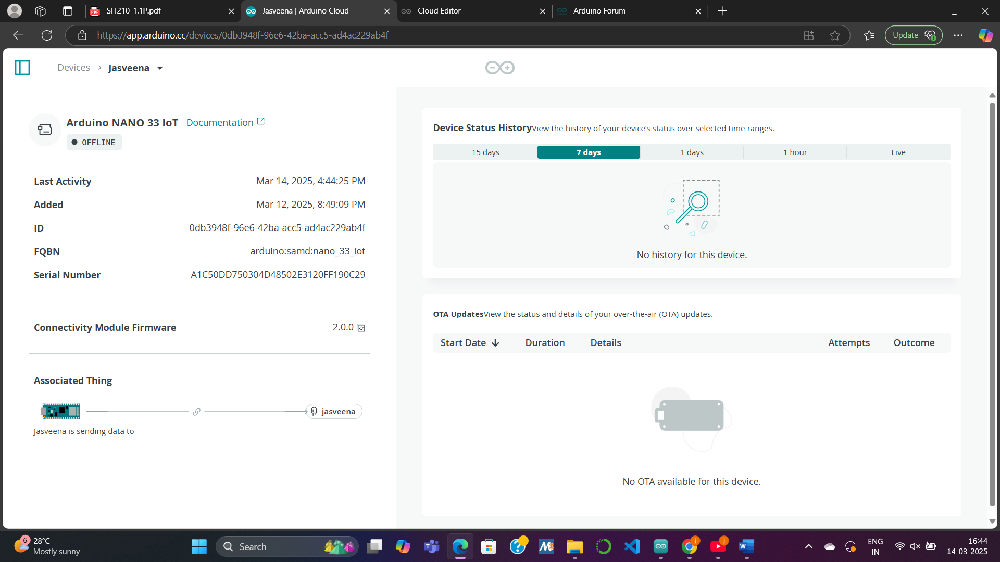 SIT210-1.1P.pdf
Jasveena | Arduino Cloud
Cloud Editor
Arduino Forum
https://app.arduino.cc/devices/0db3948f-96e6-42ba-acc5-ad4ac229ab4f
Update
Devices > Jasveena
Arduino NANO 33 IoT - Documentation
OFFLINE
Last Activity Mar 14, 2025, 4:44:25 PM
Added Mar 12, 2025, 8:49:09 PM
ID 0db3948f-96e6-42ba-acc5-ad4ac229ab4f
FQBN arduino:samd:nano_33_iot
Serial Number A1C50DD750304D48502E3120FF190C29
Connectivity Module Firmware 2.0.0
Associated Thing
jasveena
Jasveena is sending data to
Device Status HistoryView the history of your device’s status over selected time ranges.
15 days 7 days 1 days 1 hour Live
No history for this device.
OTA UpdatesView the status and details of your over-the-air (OTA) updates.
Start Date Duration Details Attempts Outcome
No OTA available for this device.
6
28°C
Mostly sunny
Search
ENG
IN
16:44
14-03-2025